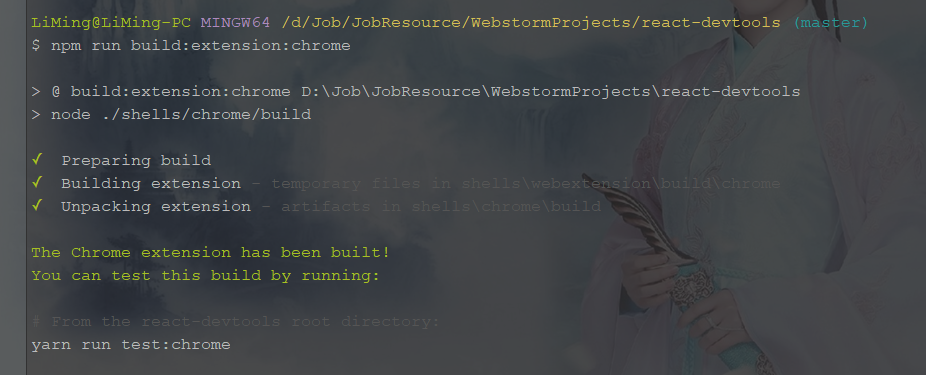 LiMing@LiMing-PC MINGW64 /d/Job/JobResource/WebstormProjects/react-devtools (master)
$ npm run build:extension:chrome
> @ build:extension:chrome D:\Job\JobResource\WebstormProjects\react-devtools
> node ./shells/chrome/build
✓ Preparing build
✓ Building extension - temporary files in shells\webextension\build\chrome
✓ Unpacking extension - artifacts in shells\chrome\build
The Chrome extension has been built!
You can test this build by running:
# From the react-devtools root directory:
yarn run test:chrome